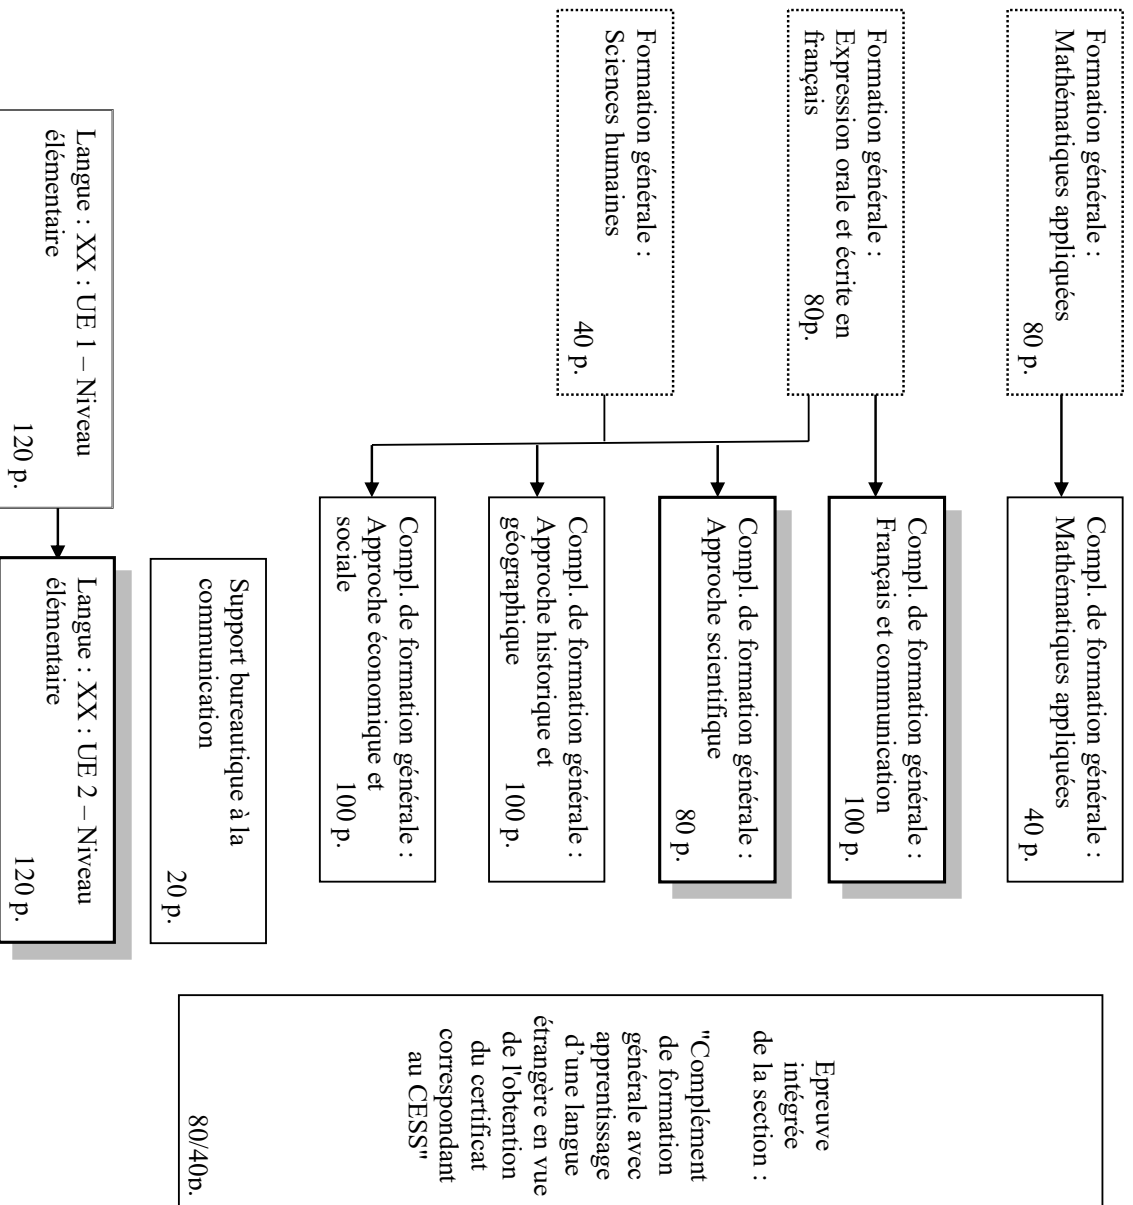 Formation générale :
Mathématiques appliquées
80 p.
Formation générale :
Expression orale et écrite en
français
80p.
Formation générale :
Sciences humaines
40 p.
Langue : XX : UE 1 – Niveau
élémentaire
120 p.
Compl. de formation générale :
Mathématiques appliquées
40 p.
Compl. de formation générale :
Français et communication
100 p.
Compl. de formation générale :
Approche scientifique
80 p.
Compl. de formation générale :
Approche historique et
géographique
100 p.
Compl. de formation générale :
Approche économique et
sociale
100 p.
Support bureautique à la
communication
20 p.
Langue : XX : UE 2 – Niveau
élémentaire
120 p.
Epreuve
intégrée
de la section :
"Complément
de formation
générale avec
apprentissage
d’une langue
étrangère en vue
de l'obtention
du certificat
correspondant
au CESS"
80/40p.